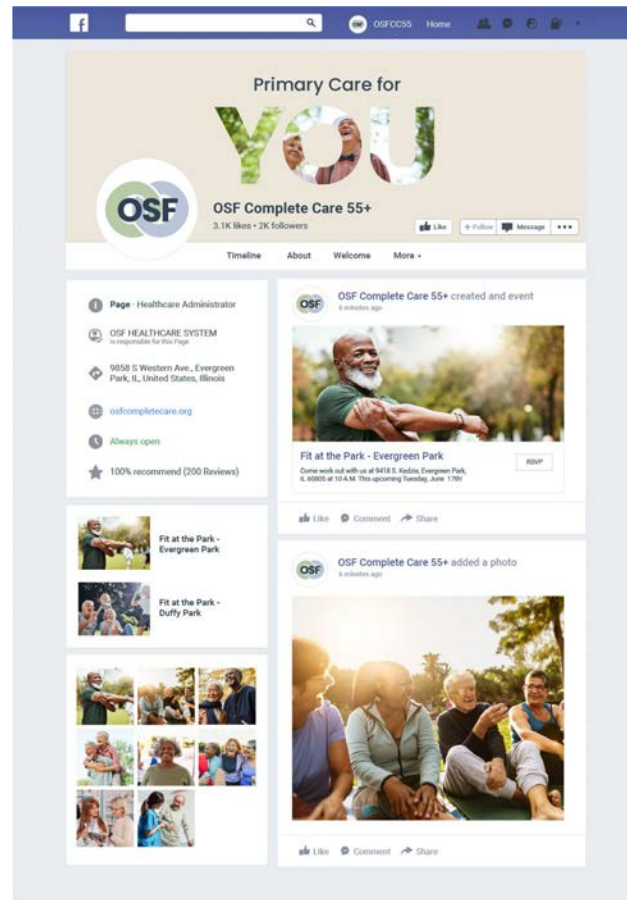 f
OSF
OSFCC55 Home
Primary Care for
YOU
OSF
OSF Complete Care 55+
3.1K likes • 2K followers
Like + Follow Message •••
Timeline About Welcome More
Page · Healthcare Administrator
OSF HEALTHCARE SYSTEM
is responsible for this Page
9858 S Western Ave., Evergreen
Park, IL, United States, Illinois
osfcompletecare.org
Always open
100% recommend (200 Reviews)
Fit at the Park -
Evergreen Park
Fit at the Park -
Duffy Park
OSF
OSF Complete Care 55+ created and event
6 minutes ago
Fit at the Park - Evergreen Park
RSVP
Come work out with us at 9418 S. Kedzie, Evergreen Park,
IL 60805 at 10 A.M. This upcoming Tuesday, June 17th!
Like Comment Share
OSF
OSF Complete Care 55+ added a photo
6 minutes ago
Like Comment Share